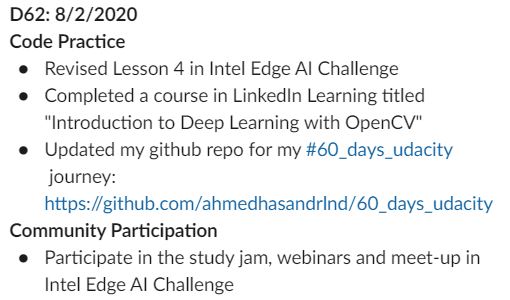 D62: 8/2/2020
Code Practice
● Revised Lesson 4 in Intel Edge AI Challenge
● Completed a course in LinkedIn Learning titled
"Introduction to Deep Learning with OpenCV"
● Updated my github repo for my #60_days_udacity
journey:
https://github.com/ahmedhasandrlnd/60_days_udacity
Community Participation
● Participate in the study jam, webinars and meet-up in
Intel Edge AI Challenge